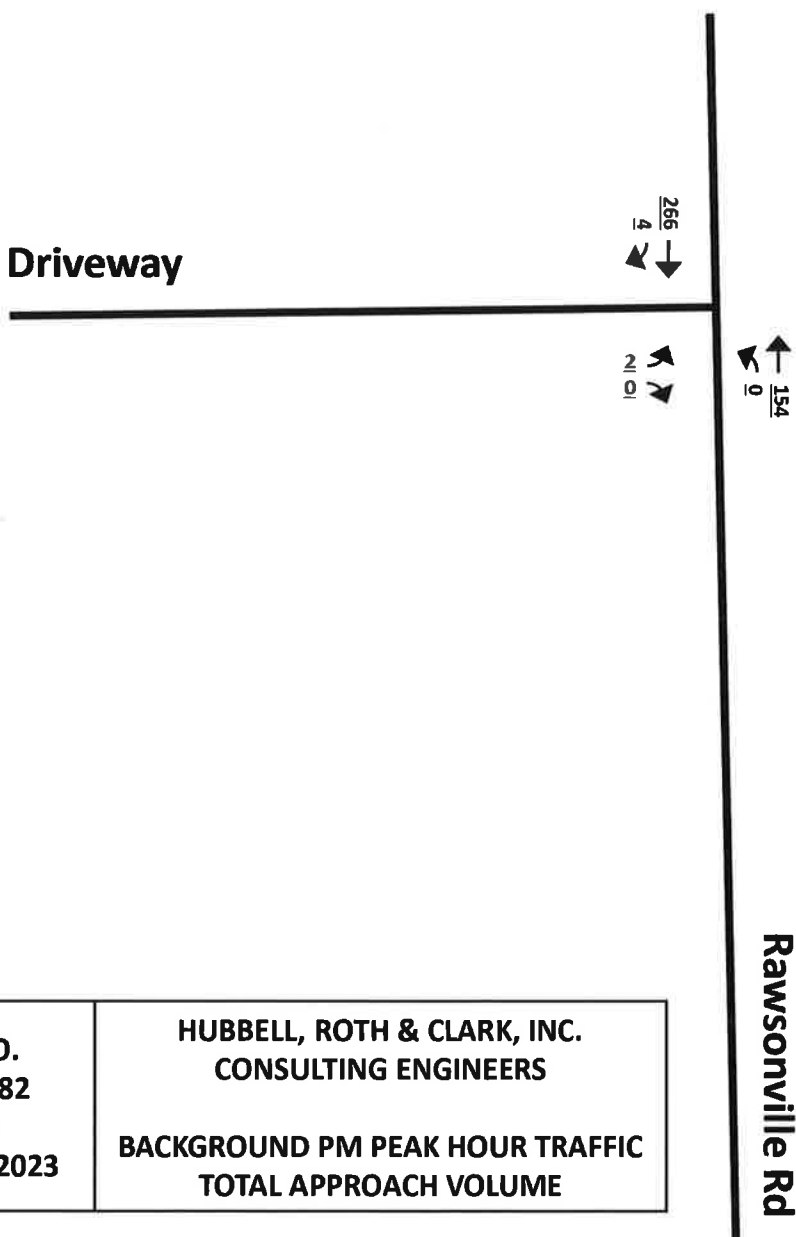 266
4
Driveway
2
0
154
0
Rawsonville Rd
O.
82
2023
HUBBELL, ROTH & CLARK, INC.
CONSULTING ENGINEERS
BACKGROUND PM PEAK HOUR TRAFFIC
TOTAL APPROACH VOLUME